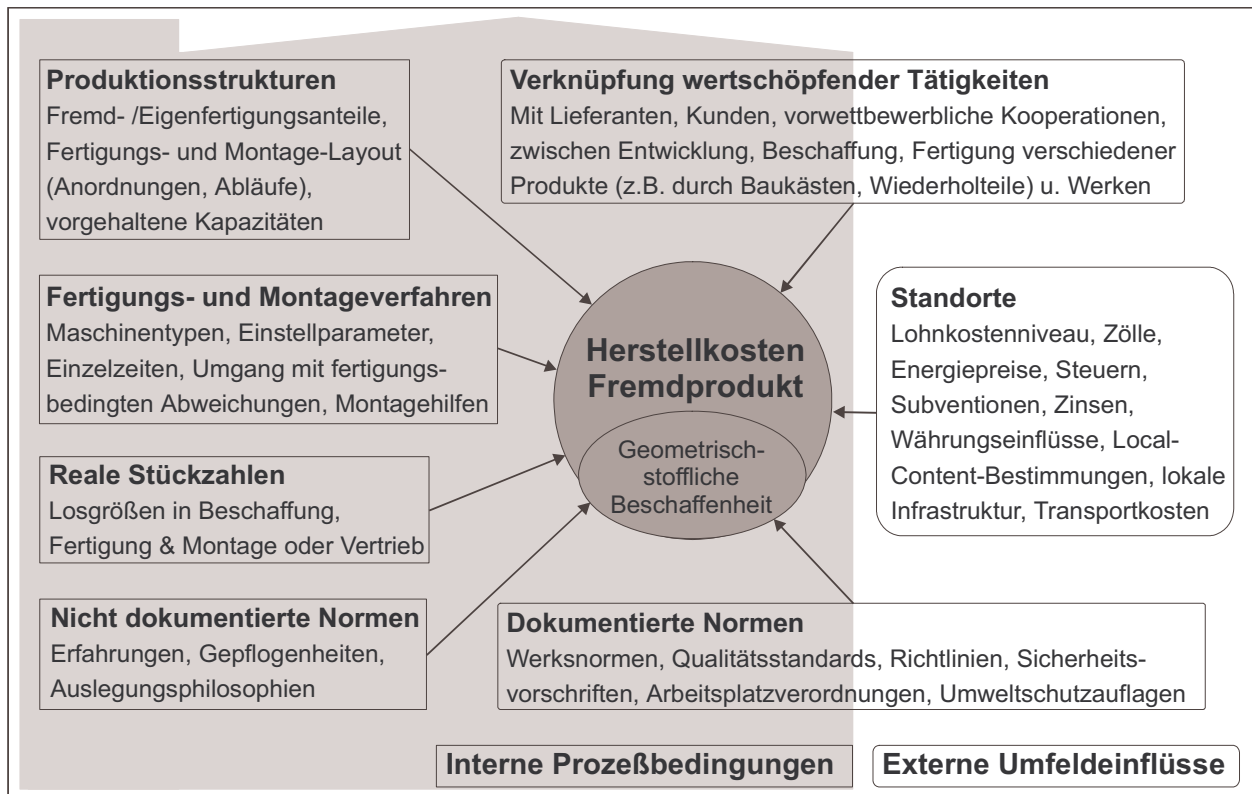 Produktionsstrukturen
Fremd- /Eigenfertigungsanteile,
Fertigungs- und Montage-Layout
(Anordnungen, Abläufe),
vorgehaltene Kapazitäten
Verknüpfung wertschöpfender Tätigkeiten
Mit Lieferanten, Kunden, vorwettbewerbliche Kooperationen,
zwischen Entwicklung, Beschaffung, Fertigung verschiedener
Produkte (z.B. durch Baukästen, Wiederholteile) u. Werken
Fertigungs- und Montageverfahren
Maschinentypen, Einstellparameter,
Einzelzeiten, Umgang mit fertigungs-
bedingten Abweichungen, Montagehilfen
Herstellkosten
Fremdprodukt
Geometrisch-
stoffliche
Beschaffenheit
Standorte
Lohnkostenniveau, Zölle,
Energiepreise, Steuern,
Subventionen, Zinsen,
Währungseinflüsse, Local-
Content-Bestimmungen, lokale
Infrastruktur, Transportkosten
Reale Stückzahlen
Losgrößen in Beschaffung,
Fertigung & Montage oder Vertrieb
Nicht dokumentierte Normen
Erfahrungen, Gepflogenheiten,
Auslegungsphilosophien
Dokumentierte Normen
Werksnormen, Qualitätsstandards, Richtlinien, Sicherheits-
vorschriften, Arbeitsplatzverordnungen, Umweltschutzauflagen
Interne Prozeßbedingungen
Externe Umfeldeinflüsse